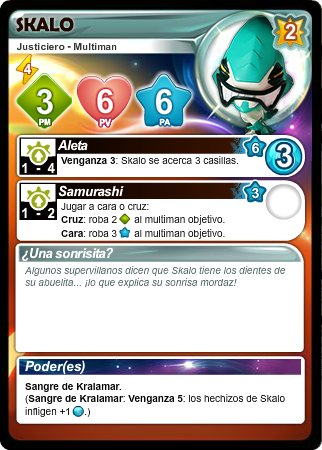 SKALO
2
Justiciero - Multiman
4
3
PM
6
PV
6
PA
Aleta
6
1 - 4
Venganza 3: Skalo se acerca 3 casillas.
3
Samurashi
3
1 - 2
Jugar a cara o cruz:
Cruz: roba 2 al multiman objetivo.
Cara: roba 3 al multiman objetivo.
¿Una sonrisita?
Algunos supervillanos dicen que Skalo tiene los dientes de
su abuelita... ¡lo que explica su sonrisa mordaz!
Poder(es)
Sangre de Kralamar.
(Sangre de Kralamar: Venganza 5: los hechizos de Skalo
infligen +1 .)